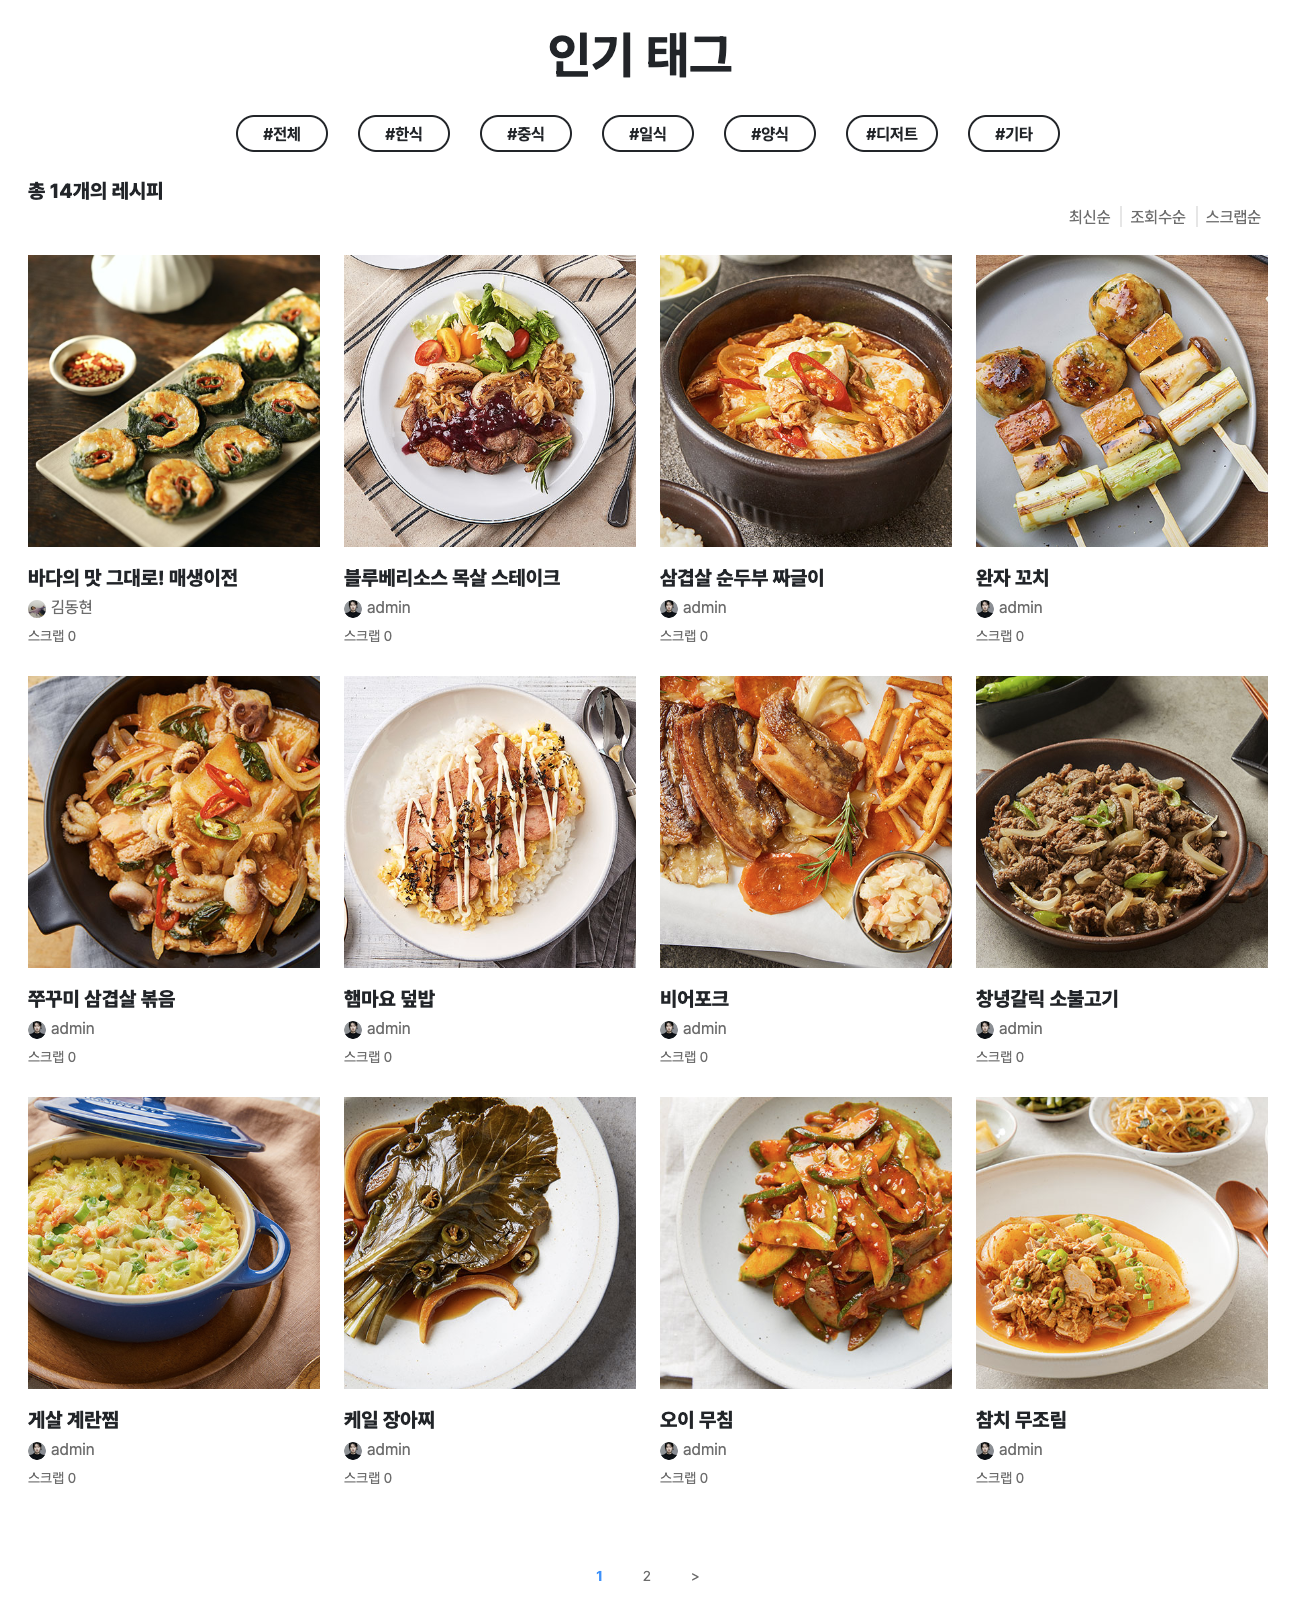 인기 태그
#전체 #한식 #중식 #일식 #양식 #디저트 #기타
총 14개의 레시피
최신순 조회수순 스크랩순
바다의 맛 그대로! 매생이전
김동현
스크랩 0
블루베리소스 목살 스테이크
admin
스크랩 0
삼겹살 순두부 짜글이
admin
스크랩 0
완자 꼬치
admin
스크랩 0
쭈꾸미 삼겹살 볶음
admin
스크랩 0
햄마요 덮밥
admin
스크랩 0
비어포크
admin
스크랩 0
창녕갈릭 소불고기
admin
스크랩 0
게살 계란찜
admin
스크랩 0
케일 장아찌
admin
스크랩 0
오이 무침
admin
스크랩 0
참치 무조림
admin
스크랩 0
1 2 >